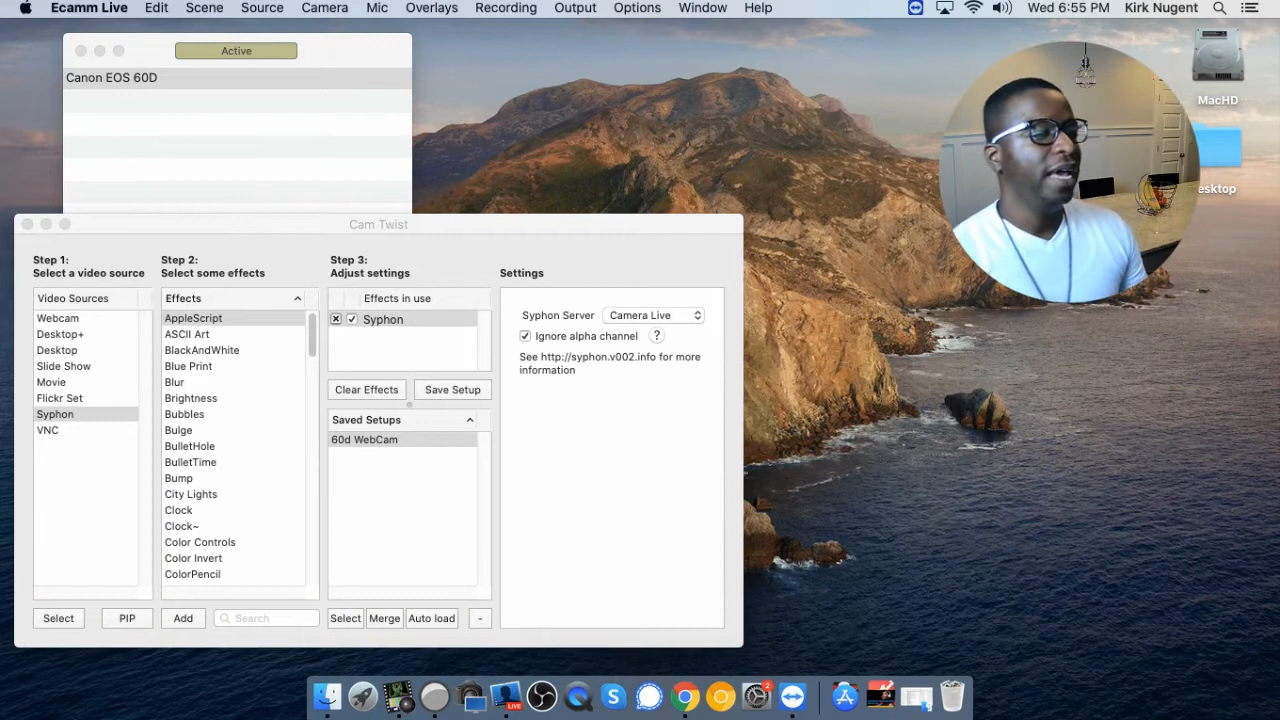 Ecamm Live Edit Scene Source Camera Mic Overlays Recording Output Options Window Help Wed 6:55 PM Kirk Nugent
Active
Canon EOS 60D
MacHD
esktop
Cam Twist
Step 1:
Select a video source
Step 2:
Select some effects
Step 3:
Adjust settings
Settings
Video Sources
Webcam
Desktop+
Desktop
Slide Show
Movie
Flickr Set
Syphon
VNC
Effects
AppleScript
ASCII Art
BlackAndWhite
Blue Print
Blur
Brightness
Bubbles
Bulge
BulletHole
BulletTime
Bump
City Lights
Clock
Clock~
Color Controls
Color Invert
ColorPencil
Effects in use
Syphon
Clear Effects
Save Setup
Saved Setups
60d WebCam
Syphon Server Camera Live
Ignore alpha channel ?
See http://syphon.v002.info for more
information
Select
PIP
Add
Search
Select
Merge
Auto load
-
LIVE
2